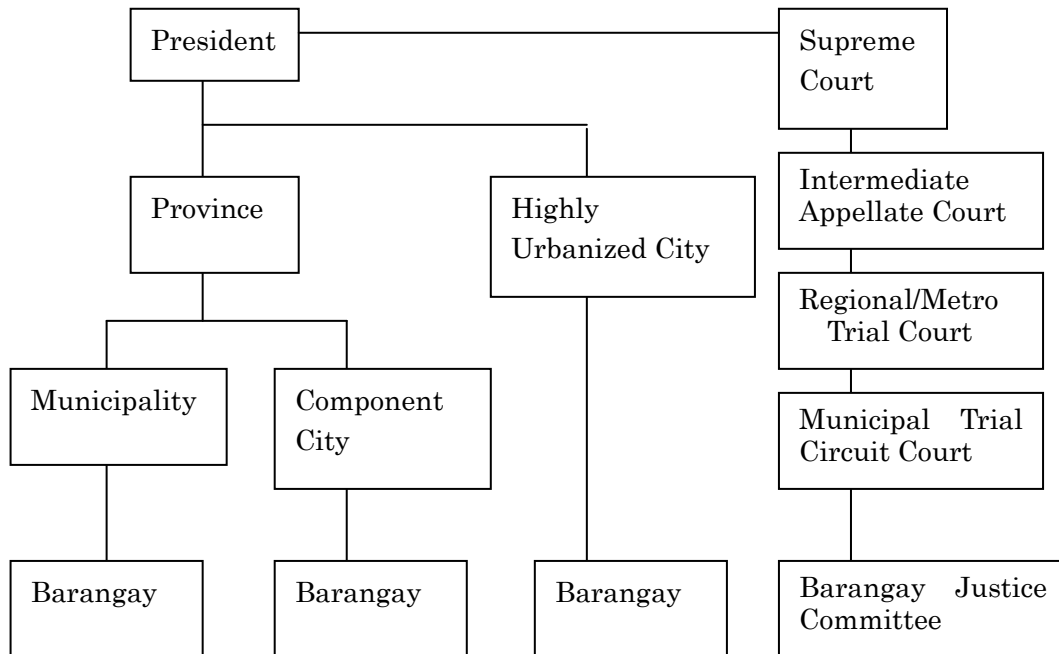 President
Supreme
Court
Province
Highly
Urbanized City
Intermediate
Appellate Court
Regional/Metro
Trial Court
Municipality
Component
City
Municipal Trial
Circuit Court
Barangay
Barangay
Barangay
Barangay Justice
Committee